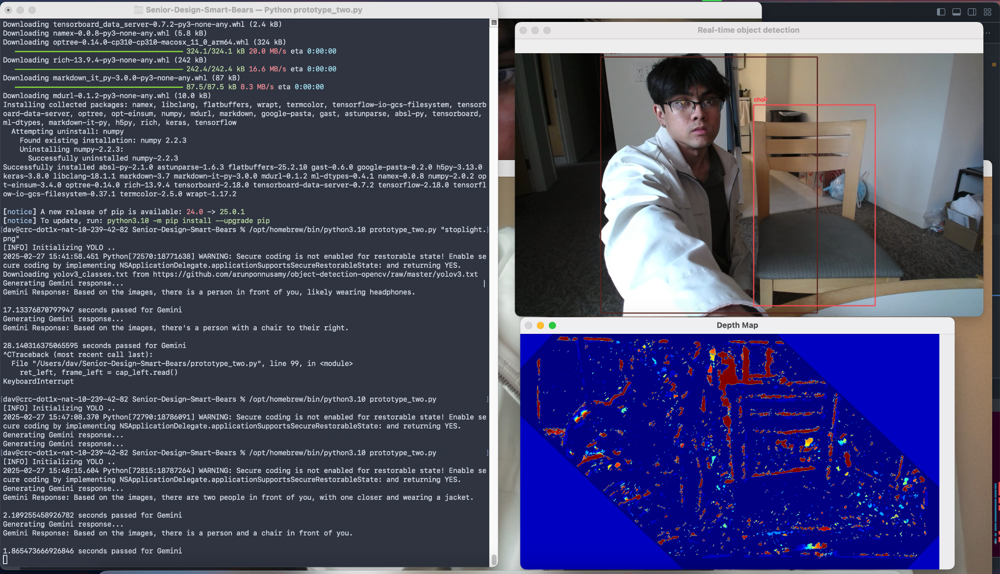 Senior-Design-Smart-Bears — Python prototype_two.py
Downloading tensorboard_data_server-0.7.2-py3-none-any.whl (2.4 kB)
Downloading namex-0.0.8-py3-none-any.whl (5.8 kB)
Downloading optree-0.14.0-cp310-cp310-macosx_11_0_arm64.whl (324 kB)
324.1/324.1 kB 20.0 MB/s eta 0:00:00
Downloading rich-13.9.4-py3-none-any.whl (242 kB)
242.4/242.4 kB 16.6 MB/s eta 0:00:00
Downloading markdown_it_py-3.0.0-py3-none-any.whl (87 kB)
87.5/87.5 kB 8.3 MB/s eta 0:00:00
Downloading mdurl-0.1.2-py3-none-any.whl (10.0 kB)
Installing collected packages: namex, libclang, flatbuffers, wrapt, termcolor, tensorflow-io-gcs-filesystem, tensorb
oard-data-server, optree, opt-einsum, numpy, mdurl, markdown, google-pasta, gast, astunparse, absl-py, tensorboard,
ml-dtypes, markdown-it-py, h5py, rich, keras, tensorflow
Attempting uninstall: numpy
Found existing installation: numpy 2.2.3
Uninstalling numpy-2.2.3:
Successfully uninstalled numpy-2.2.3
Successfully installed absl-py-2.1.0 astunparse-1.6.3 flatbuffers-25.2.10 gast-0.6.0 google-pasta-0.2.0 h5py-3.13.0
keras-3.8.0 libclang-18.1.1 markdown-3.7 markdown-it-py-3.0.0 mdurl-0.1.2 ml-dtypes-0.4.1 namex-0.0.8 numpy-2.0.2 op
t-einsum-3.4.0 optree-0.14.0 rich-13.9.4 tensorboard-2.18.0 tensorboard-data-server-0.7.2 tensorflow-2.18.0 tensorfl
ow-io-gcs-filesystem-0.37.1 termcolor-2.5.0 wrapt-1.17.2
[notice] A new release of pip is available: 24.0 -> 25.0.1
[notice] To update, run: python3.10 -m pip install --upgrade pip
[dav@crc-dot1x-nat-10-239-42-82 Senior-Design-Smart-Bears % /opt/homebrew/bin/python3.10 prototype_two.py "stoplight.]
png"
[INFO] Initializing YOLO ..
2025-02-27 15:41:58.451 Python[72570:18771638] WARNING: Secure coding is not enabled for restorable state! Enable se
cure coding by implementing NSApplicationDelegate.applicationSupportsSecureRestorableState: and returning YES.
Downloading yolov3_classes.txt from https://github.com/arunponnusamy/object-detection-opencv/raw/master/yolov3.txt
Generating Gemini response...
Gemini Response: Based on the images, there is a person in front of you, likely wearing headphones.
17.13376870797947 seconds passed for Gemini
Generating Gemini response...
Gemini Response: Based on the images, there's a person with a chair to their right.
28.140316375065595 seconds passed for Gemini
^CTraceback (most recent call last):
File "/Users/dav/Senior-Design-Smart-Bears/prototype_two.py", line 99, in <module>
ret_left, frame_left = cap_left.read()
KeyboardInterrupt
[dav@crc-dot1x-nat-10-239-42-82 Senior-Design-Smart-Bears % /opt/homebrew/bin/python3.10 prototype_two.py ]
[INFO] Initializing YOLO ..
2025-02-27 15:47:08.370 Python[72790:18786091] WARNING: Secure coding is not enabled for restorable state! Enable se
cure coding by implementing NSApplicationDelegate.applicationSupportsSecureRestorableState: and returning YES.
Generating Gemini response...
Generating Gemini response...
[dav@crc-dot1x-nat-10-239-42-82 Senior-Design-Smart-Bears % /opt/homebrew/bin/python3.10 prototype_two.py ]
[INFO] Initializing YOLO ..
2025-02-27 15:48:15.604 Python[72815:18787264] WARNING: Secure coding is not enabled for restorable state! Enable se
cure coding by implementing NSApplicationDelegate.applicationSupportsSecureRestorableState: and returning YES.
Generating Gemini response...
Gemini Response: Based on the images, there are two people in front of you, with one closer and wearing a jacket.
2.109255458926782 seconds passed for Gemini
Generating Gemini response...
Gemini Response: Based on the images, there is a person and a chair in front of you.
1.865473666926846 seconds passed for Gemini
Real-time object detection
chair
Depth Map